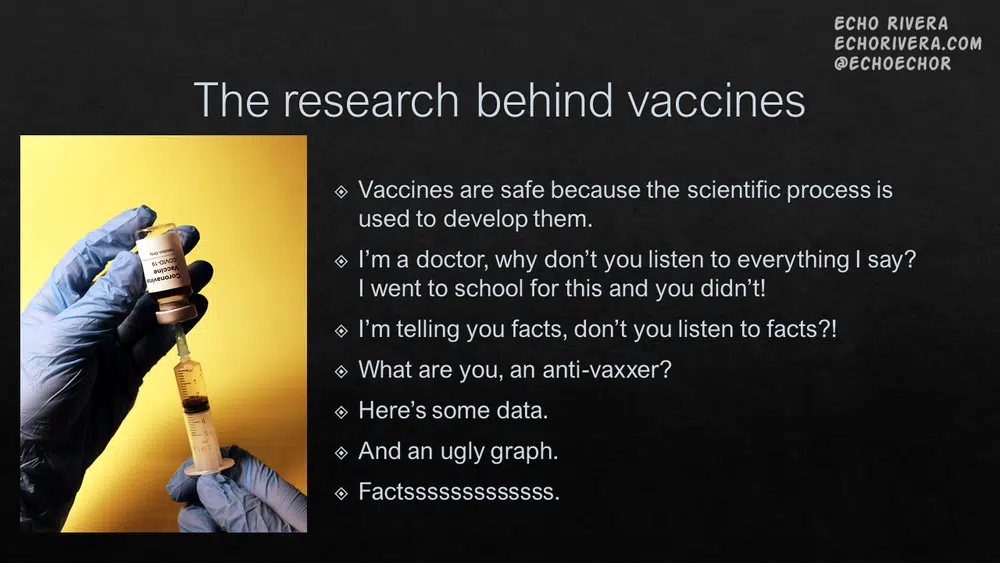 ECHO RIVERA
ECHORIVERA.COM
@ECHOECHOR
The research behind vaccines
Vaccines are safe because the scientific process is
used to develop them.
I'm a doctor, why don't you listen to everything I say?
I went to school for this and you didn't!
I'm telling you facts, don't you listen to facts?!
What are you, an anti-vaxxer?
Here's some data.
And an ugly graph.
Factsssssssssssss.
Coronavirus
Vaccine
COVID-19
Injection Only